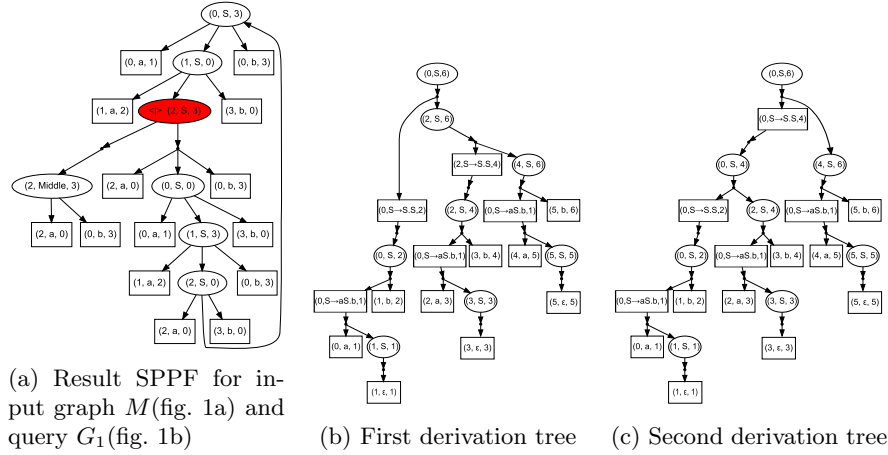 (0, S, 3)
(0, a, 1)
(1, S, 0)
(0, b, 3)
(1, a, 2)
<|>: (2, S, 3)
(3, b, 0)
(2, Middle, 3)
(2, a, 0)
(0, S, 0)
(0, b, 3)
(2, a, 0)
(0, b, 3)
(0, a, 1)
(1, S, 3)
(3, b, 0)
(1, a, 2)
(2, S, 0)
(0, b, 3)
(2, a, 0)
(3, b, 0)
(a) Result SPPF for in-
put graph M(fig. 1a) and
query G₁(fig. 1b)
(0,S,6)
(2, S, 6)
(2,S→S.S,4)
(4, S, 6)
(0,S→S.S,2)
(2, S, 4)
(0,S→aS.b,1)
(5, b, 6)
(0, S, 2)
(0,S→aS.b,1)
(3, b, 4)
(4, a, 5)
(5, S, 5)
(0,S→aS.b,1)
(1, b, 2)
(2, a, 3)
(3, S, 3)
(5, ε, 5)
(0, a, 1)
(1, S, 1)
(3, ε, 3)
(1, ε, 1)
(b) First derivation tree
(0,S,6)
(0,S→S.S,4)
(0, S, 4)
(4, S, 6)
(0,S→S.S,2)
(2, S, 4)
(0,S→aS.b,1)
(5, b, 6)
(0, S, 2)
(0,S→aS.b,1)
(3, b, 4)
(4, a, 5)
(5, S, 5)
(0,S→aS.b,1)
(1, b, 2)
(2, a, 3)
(3, S, 3)
(5, ε, 5)
(0, a, 1)
(1, S, 1)
(3, ε, 3)
(1, ε, 1)
(c) Second derivation tree